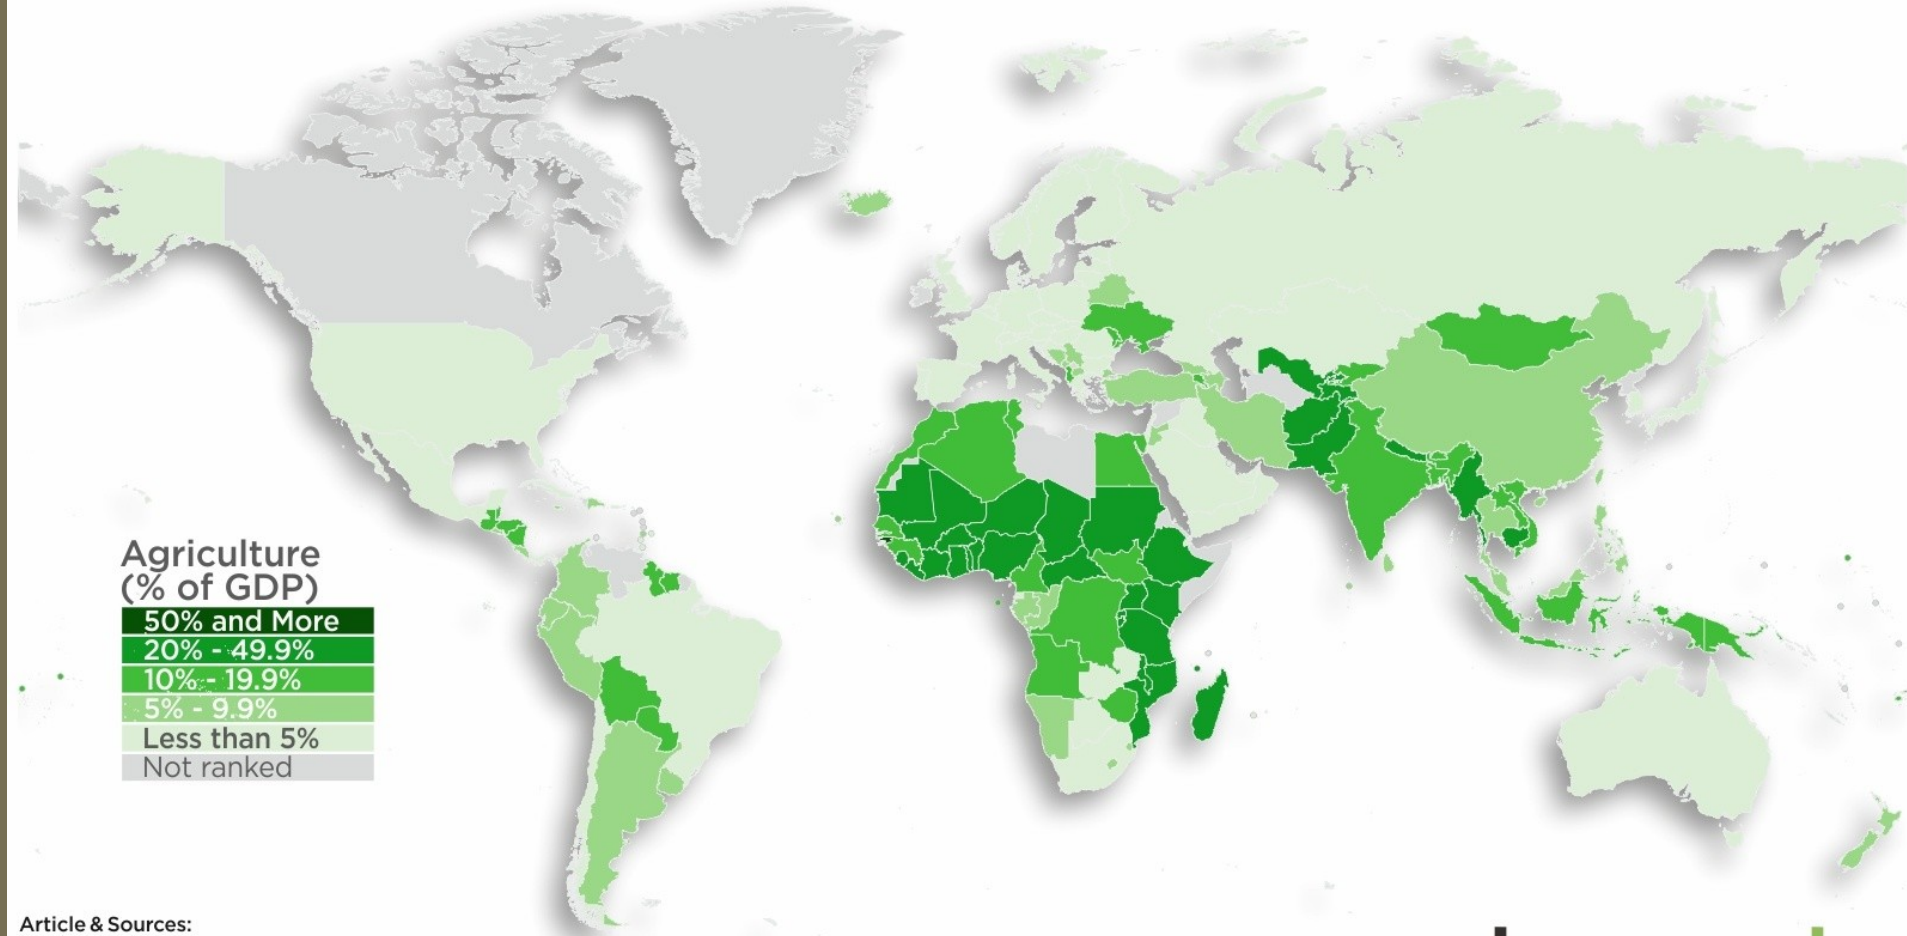 Agriculture
(% of GDP)
50% and More
20% - 49.9%
10% - 19.9%
5% - 9.9%
Less than 5%
Not ranked
Article & Sources: